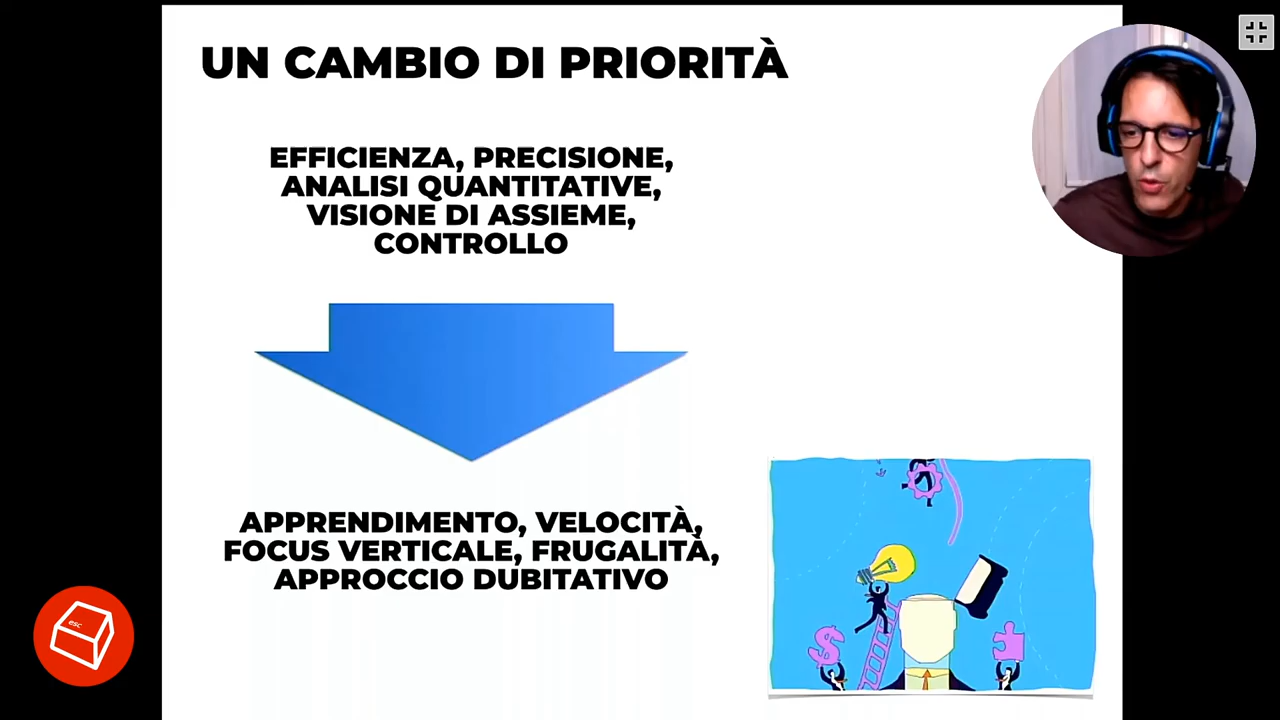 UN CAMBIO DI PRIORITÀ
EFFICIENZA, PRECISIONE,
ANALISI QUANTITATIVE,
VISIONE DI ASSIEME,
CONTROLLO
APPRENDIMENTO, VELOCITÀ,
FOCUS VERTICALE, FRUGALITÀ,
APPROCCIO DUBITATIVO
esc
$